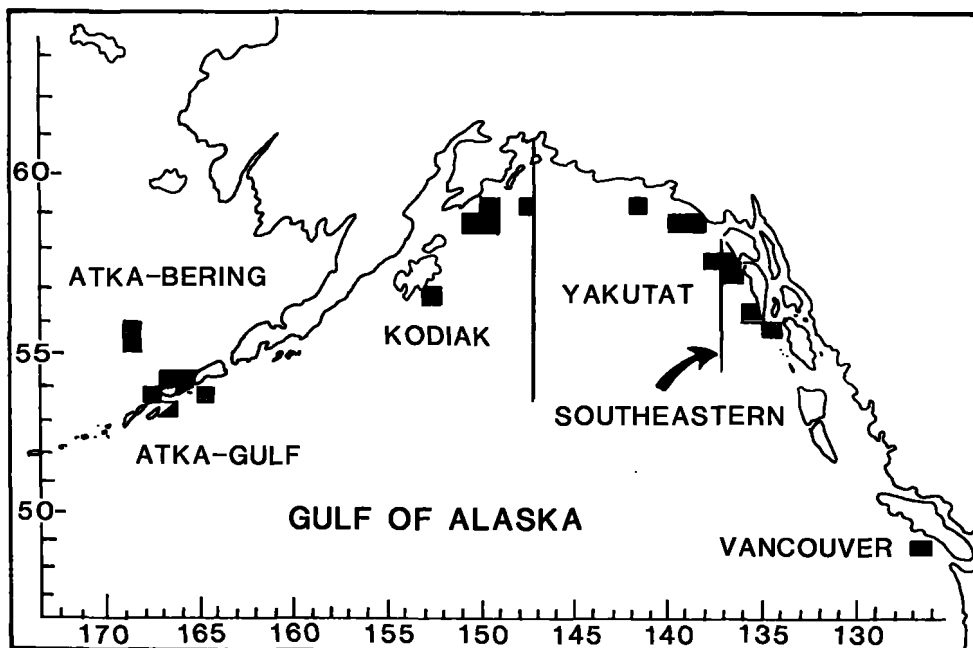 60
ATKA-BERING
YAKUTAT
KODIAK
55
SOUTHEASTERN
ATKA-GULF
50
GULF OF ALASKA
VANCOUVER
170 165 160 155 150 145 140 135 130